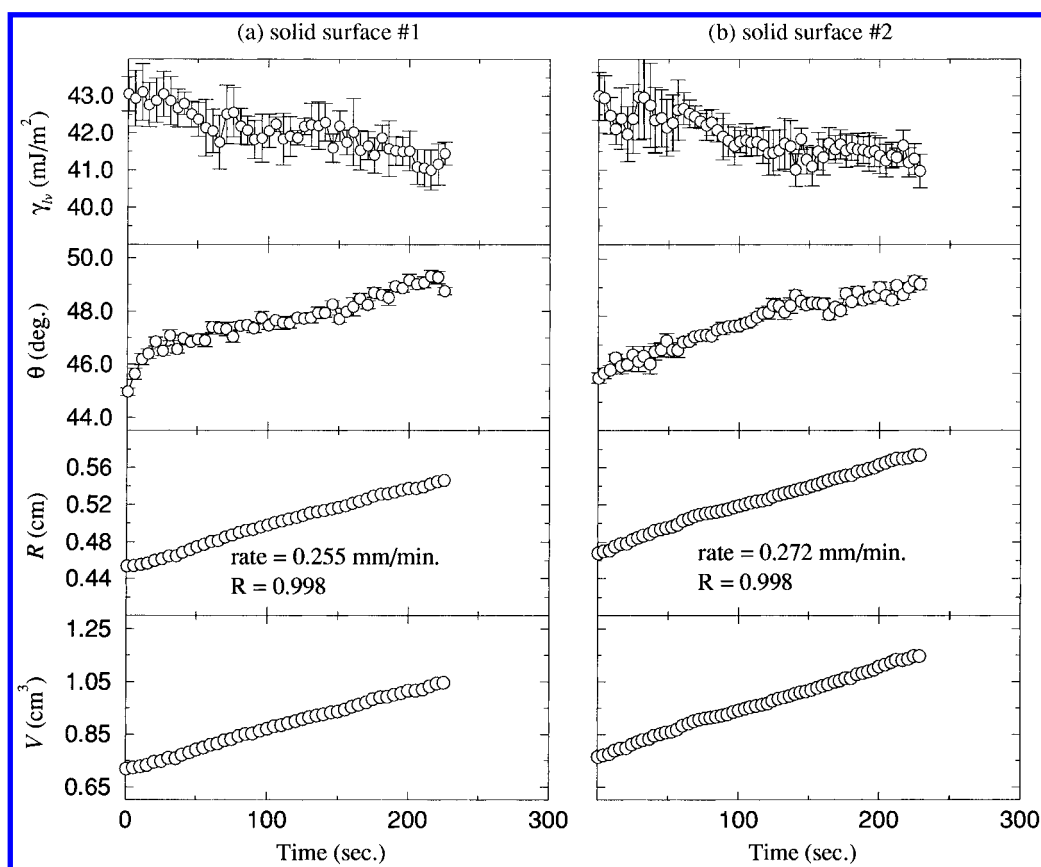 (a) solid surface #1
(b) solid surface #2
γlv (mJ/m²)
43.0
42.0
41.0
40.0
θ (deg.)
50.0
48.0
46.0
44.0
R (cm)
0.56
0.52
0.48
0.44
rate = 0.255 mm/min.
R = 0.998
rate = 0.272 mm/min.
R = 0.998
V (cm³)
1.25
1.05
0.85
0.65
0 100 200 300
0 100 200 300
Time (sec.)
Time (sec.)